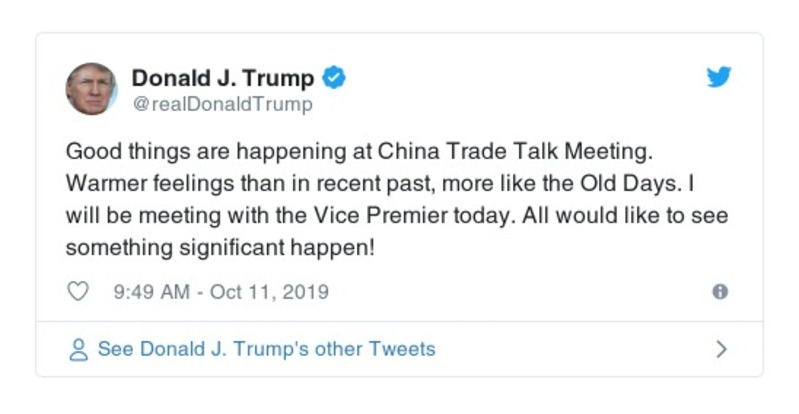 Donald J. Trump
@realDonaldTrump
Good things are happening at China Trade Talk Meeting.
Warmer feelings than in recent past, more like the Old Days. I
will be meeting with the Vice Premier today. All would like to see
something significant happen!
9:49 AM - Oct 11, 2019
See Donald J. Trump's other Tweets